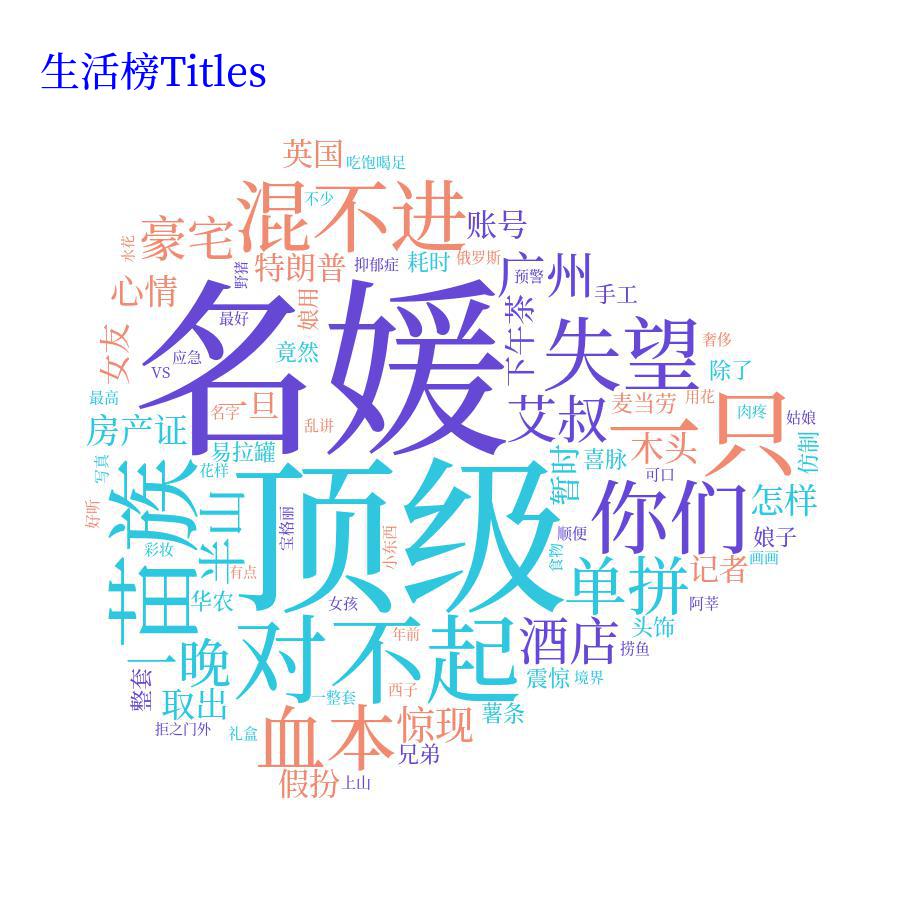 生活榜Titles
英国
吃饱喝足
混不进
不少
豪宅
账号
水花
特朗普
抑郁症
耗时
俄罗斯
广州
预警
野猪
心情
娘用
手工
名媛
最好
下午茶
失望
女友
竟然
奢侈
应急
VS
除了
最高
名字
一旦
乱讲
艾叔
麦当劳
用花
一只
肉疼
姑娘
房产证
易拉罐
木头
仿制
写真
花样
喜脉
暂时
可口
苗族
半山
顶级
你们
怎样
好听
宝格丽
小东西
顺便
娘子
彩妆
食物
画画
有点
单拼
记者
华农
女孩
阿莘
对不起
年前
酒店
头饰
捞鱼
一晚
整套
震惊
境界
取出
一整套
西子
拒之门外
礼盒
血本
惊现
薯条
兄弟
假扮
上山